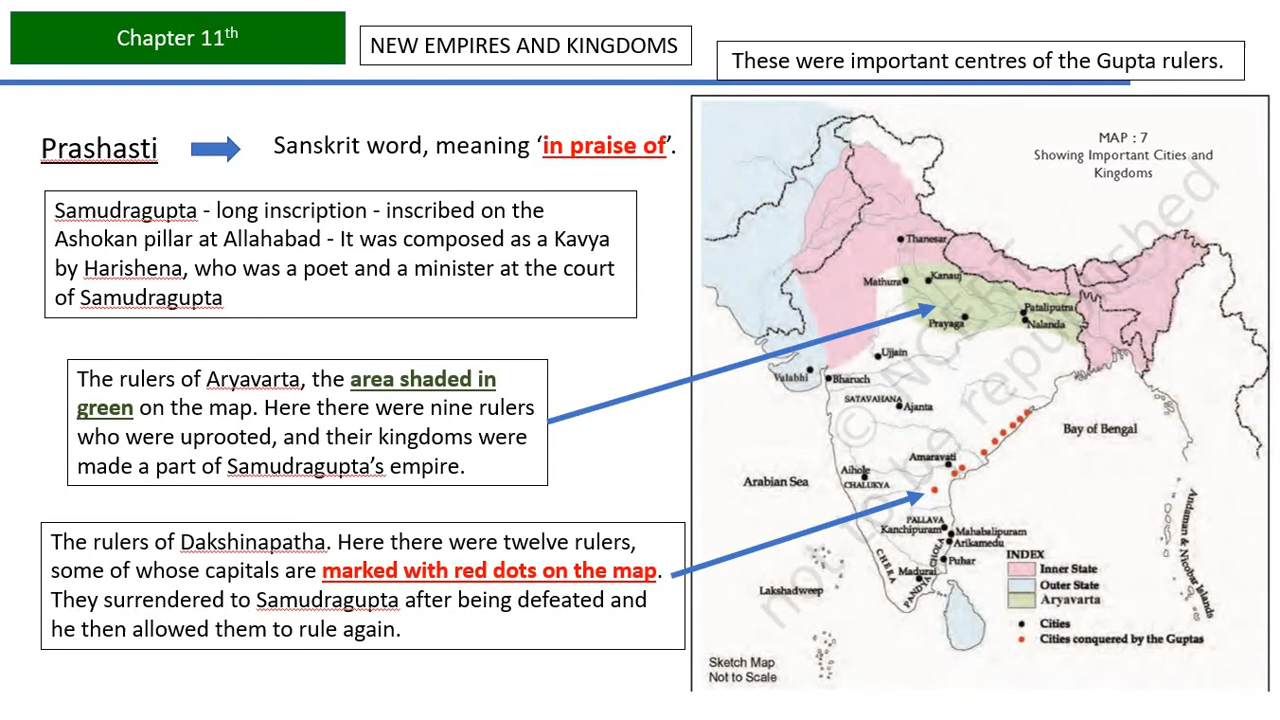 Chapter 11th
NEW EMPIRES AND KINGDOMS
These were important centres of the Gupta rulers.
Prashasti
Sanskrit word, meaning ‘in praise of’.
Samudragupta - long inscription - inscribed on the
Ashokan pillar at Allahabad - It was composed as a Kavya
by Harishena, who was a poet and a minister at the court
of Samudragupta
The rulers of Aryavarta, the area shaded in
green on the map. Here there were nine rulers
who were uprooted, and their kingdoms were
made a part of Samudragupta’s empire.
The rulers of Dakshinapatha. Here there were twelve rulers,
some of whose capitals are marked with red dots on the map.
They surrendered to Samudragupta after being defeated and
he then allowed them to rule again.
MAP : 7
Showing Important Cities and
Kingdoms
Thanesar
Mathura
Kanauj
Prayaga
Pataliputra
Nalanda
Ujjain
Valabhi
Bharuch
SATAVAHANA
Ajanta
Bay of Bengal
Amaravati
Aihole
CHALUKYA
Arabian Sea
PALLAVA
Kanchipuram
Mahabalipuram
Arikamedu
CHOLA
Puhar
CHERA
Madurai
PANDYA
Lakshadweep
Andaman & Nicobar Islands
INDEX
Inner State
Outer State
Aryavarta
Cities
Cities conquered by the Guptas
Sketch Map
Not to Scale
© NCERT
not to be republished